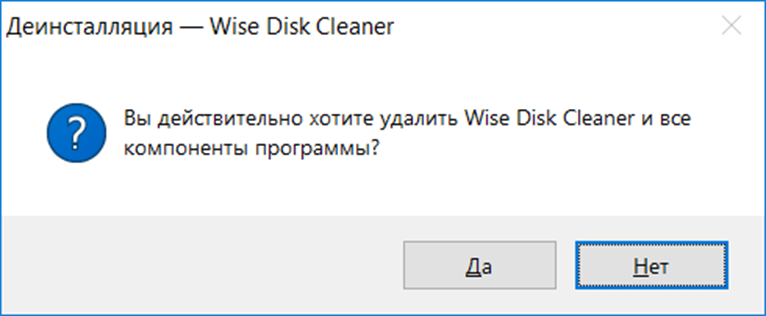 Деинсталляция — Wise Disk Cleaner
Вы действительно хотите удалить Wise Disk Cleaner и все
компоненты программы?
Да
Нет